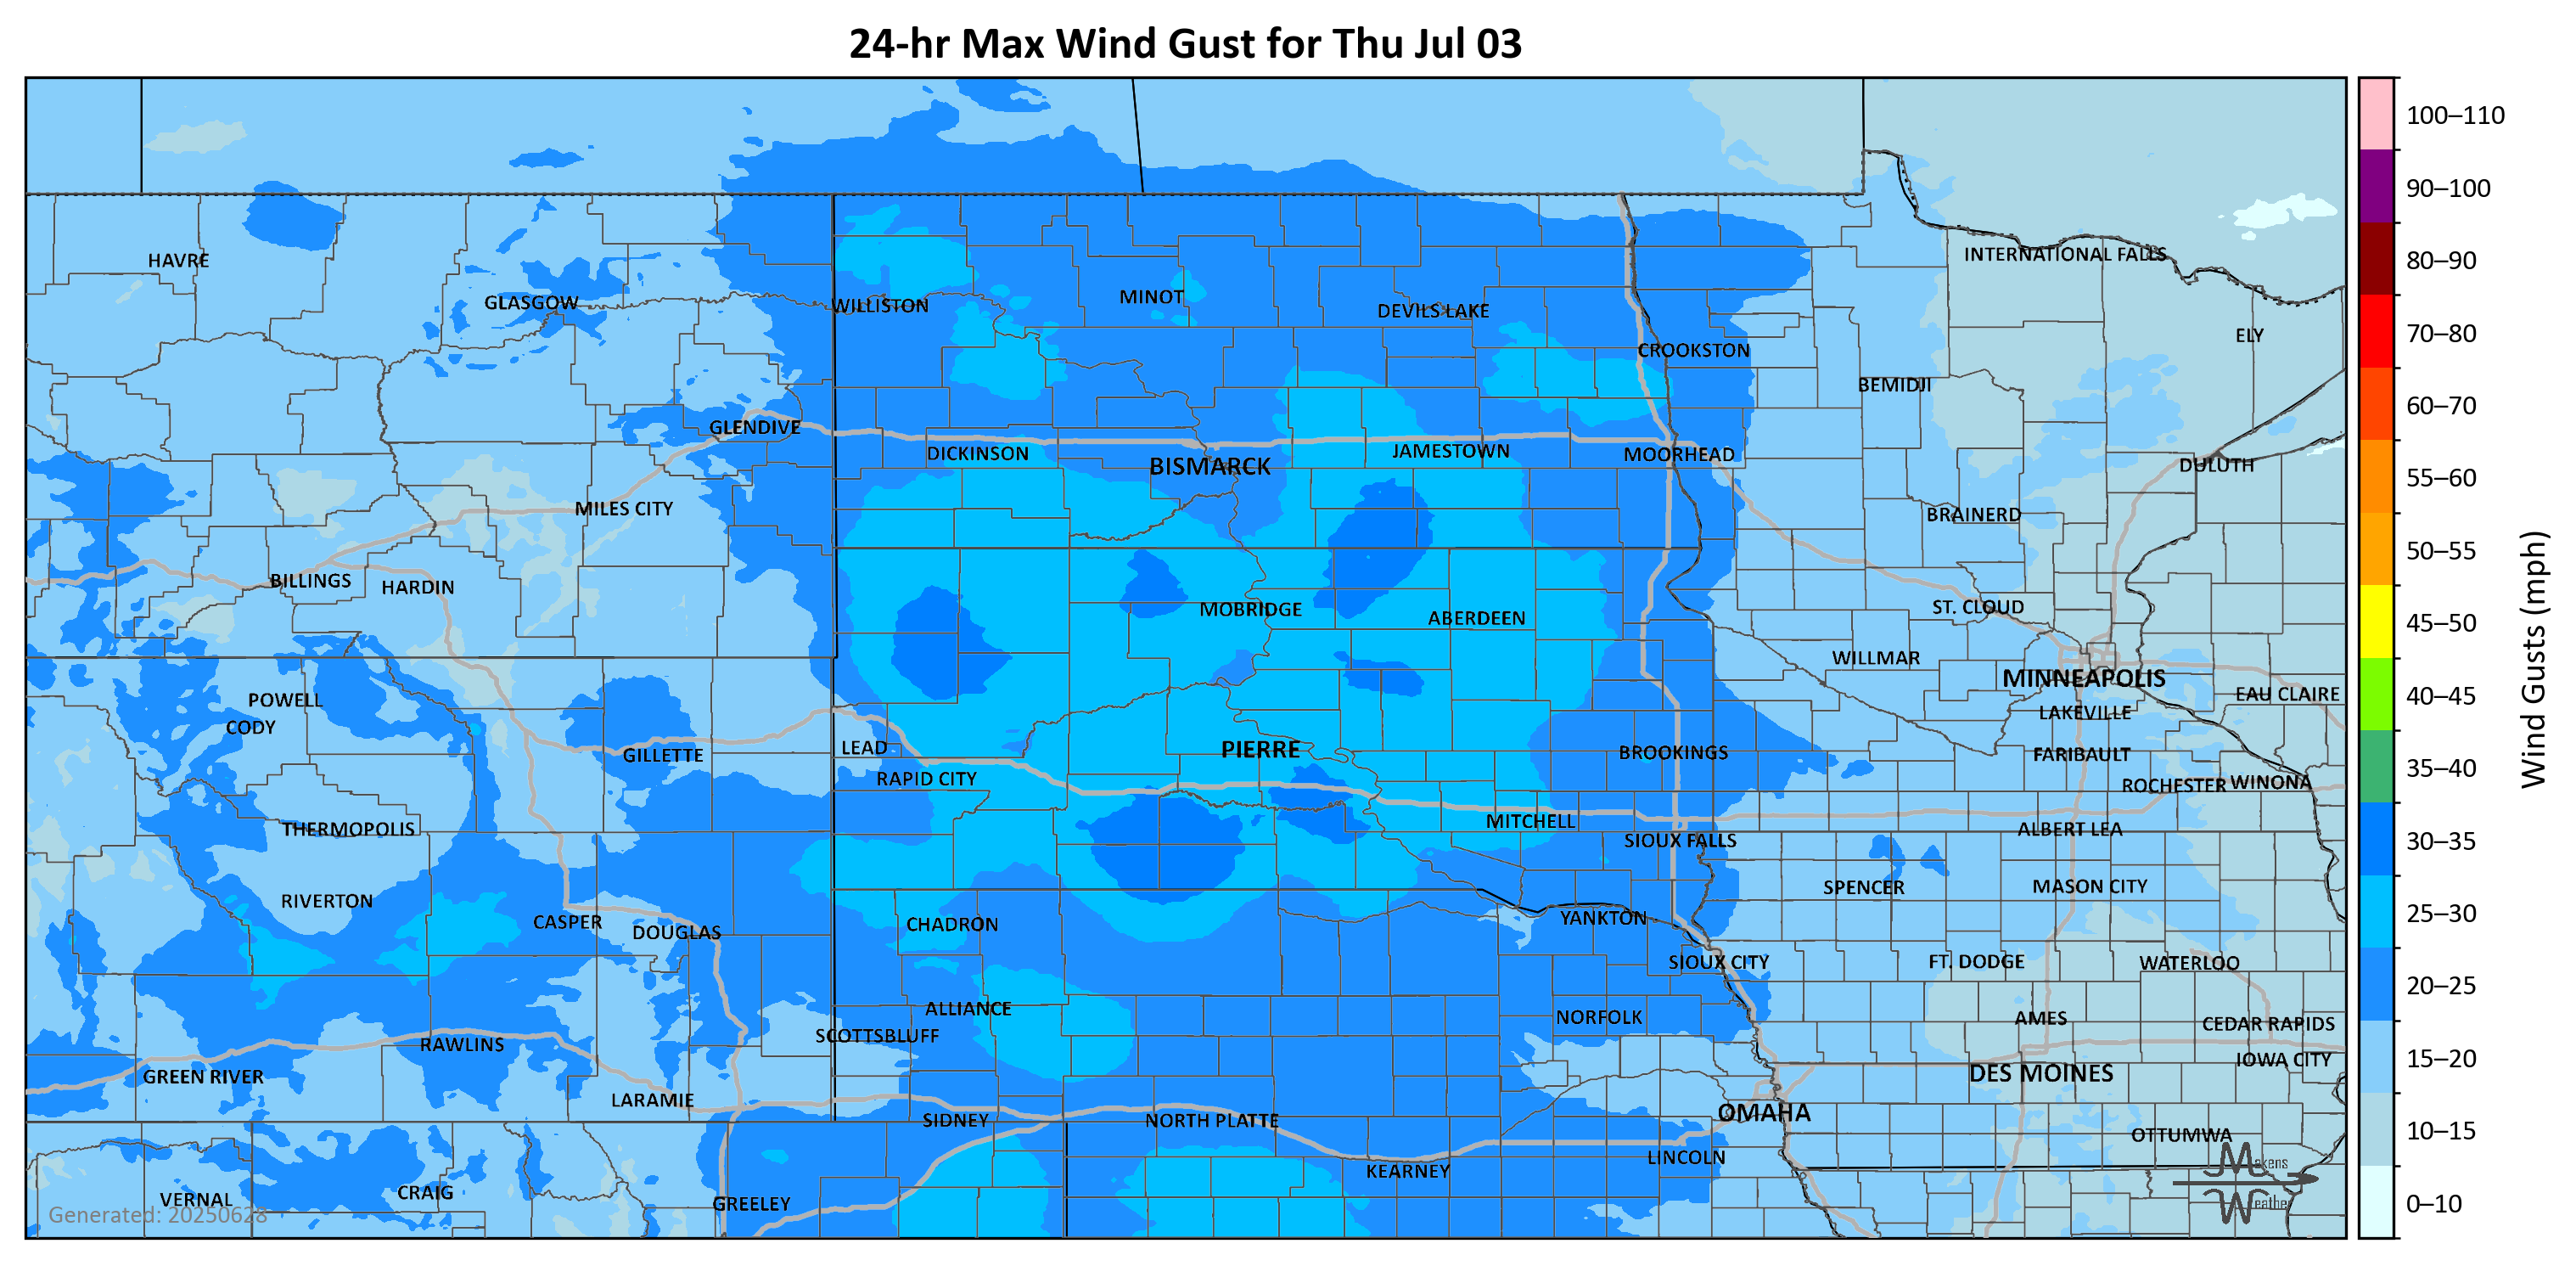 24-hr Max Wind Gust for Thu Jul 03
100–110
90–100
80–90
70–80
60–70
55–60
50–55
45–50
40–45
35–40
30–35
25–30
20–25
15–20
10–15
0–10
Wind Gusts (mph)
HAVRE
INTERNATIONAL FALLS
GLASGOW
WILLISTON
MINOT
DEVILS LAKE
ELY
CROOKSTON
BEMIDJI
GLENDIVE
DICKINSON
BISMARCK
JAMESTOWN
MOORHEAD
DULUTH
MILES CITY
BRAINERD
BILLINGS
HARDIN
MOBRIDGE
ABERDEEN
ST. CLOUD
WILLMAR
MINNEAPOLIS
POWELL
EAU CLAIRE
CODY
LAKEVILLE
GILLETTE
LEAD
PIERRE
BROOKINGS
FARIBAULT
RAPID CITY
ROCHESTER
WINONA
THERMOPOLIS
MITCHELL
ALBERT LEA
SIOUX FALLS
RIVERTON
SPENCER
MASON CITY
CASPER
DOUGLAS
CHADRON
YANKTON
SIOUX CITY
FT. DODGE
WATERLOO
ALLIANCE
SCOTTSBLUFF
NORFOLK
AMES
CEDAR RAPIDS
RAWLINS
IOWA CITY
GREEN RIVER
DES MOINES
LARAMIE
SIDNEY
NORTH PLATTE
OMAHA
OTTUMWA
KEARNEY
LINCOLN
VERNAL
CRAIG
GREELEY
Generated: 20250628
Makens
Weather